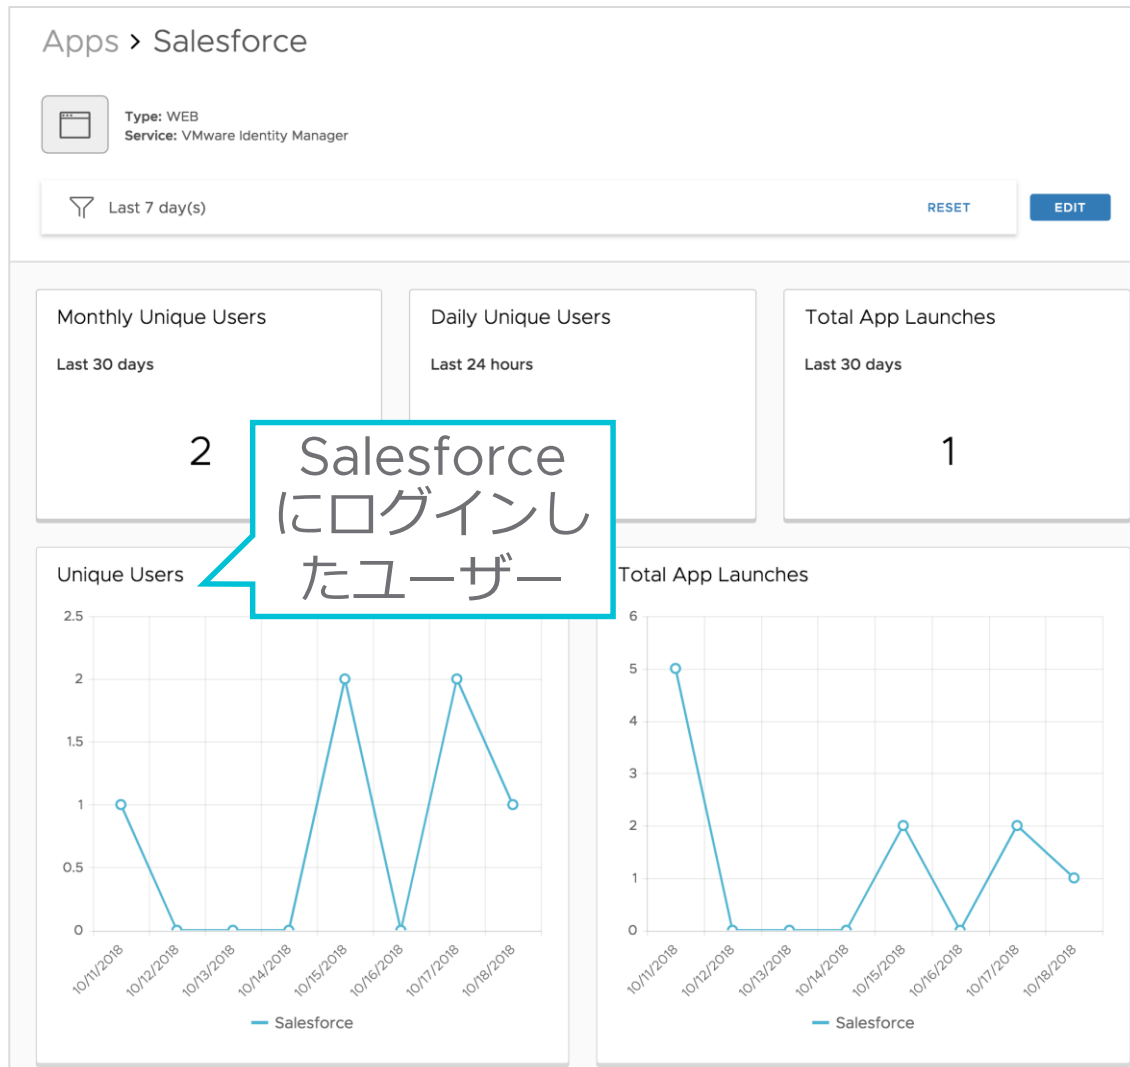 Apps > Salesforce
Type: WEB
Service: VMware Identity Manager
Last 7 day(s)
RESET
EDIT
Monthly Unique Users
Last 30 days
2
Daily Unique Users
Last 24 hours
Total App Launches
Last 30 days
1
Salesforce
にログインし
たユーザー
Unique Users
2.5
2
1.5
1
0.5
0
10/11/2018
10/12/2018
10/13/2018
10/14/2018
10/15/2018
10/16/2018
10/17/2018
10/18/2018
Salesforce
Total App Launches
6
5
4
3
2
1
0
10/11/2018
10/12/2018
10/13/2018
10/14/2018
10/15/2018
10/16/2018
10/17/2018
10/18/2018
Salesforce